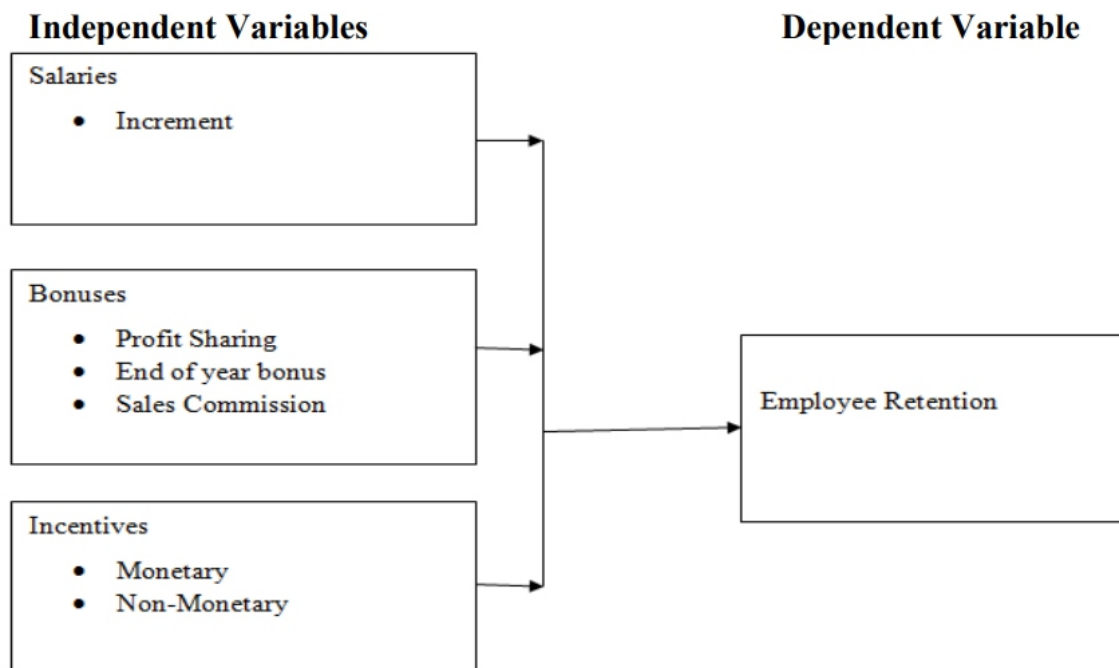 Independent Variables
Dependent Variable
Salaries
• Increment
Bonuses
• Profit Sharing
• End of year bonus
• Sales Commission
Employee Retention
Incentives
• Monetary
• Non-Monetary